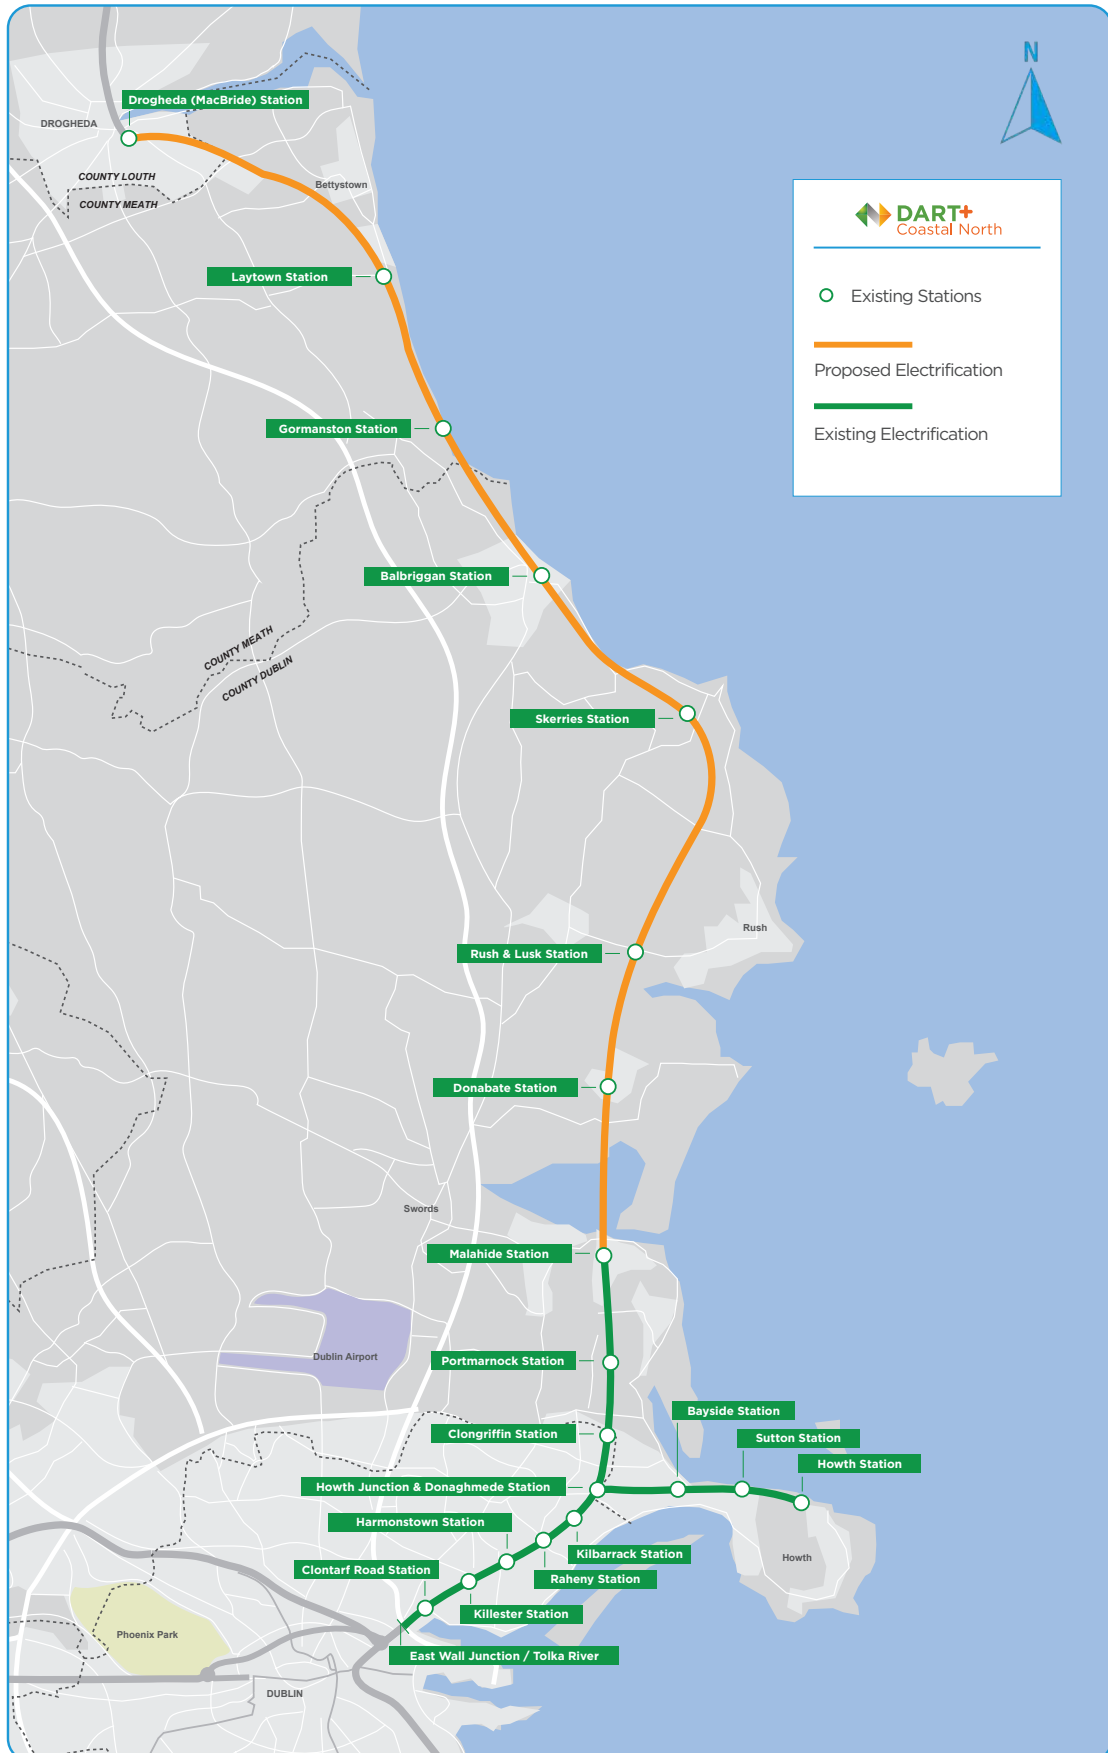 N
Drogheda (MacBride) Station
DROGHEDA
COUNTY LOUTH
COUNTY MEATH
Bettystown
DART+
Coastal North
Laytown Station
Existing Stations
Proposed Electrification
Gormanston Station
Existing Electrification
Balbriggan Station
COUNTY MEATH
COUNTY DUBLIN
Skerries Station
Rush
Rush & Lusk Station
Donabate Station
Swords
Malahide Station
Dublin Airport
Portmarnock Station
Bayside Station
Clongriffin Station
Sutton Station
Howth Station
Howth Junction & Donaghmede Station
Harmonstown Station
Kilbarrack Station
Howth
Clontarf Road Station
Raheny Station
Killester Station
Phoenix Park
East Wall Junction / Tolka River
DUBLIN